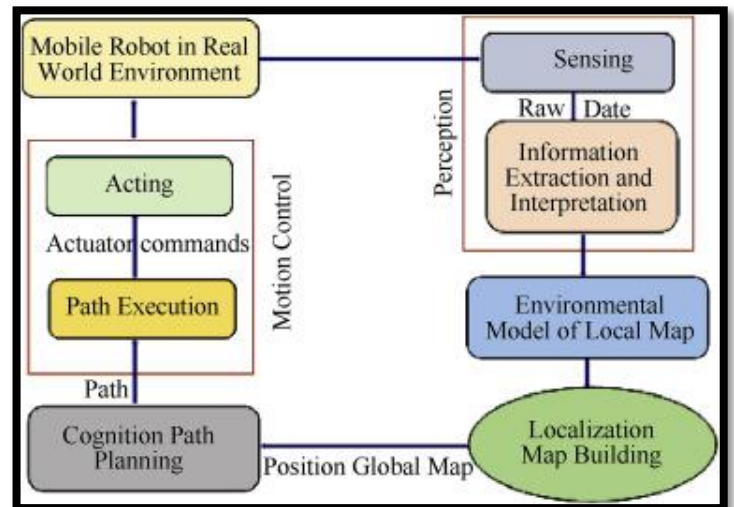 Mobile Robot in Real
World Environment
Sensing
Raw Date
Perception
Information
Extraction and
Interpretation
Acting
Actuator commands
Motion Control
Path Execution
Environmental
Model of Local Map
Path
Cognition Path
Planning
Position Global Map
Localization
Map Building